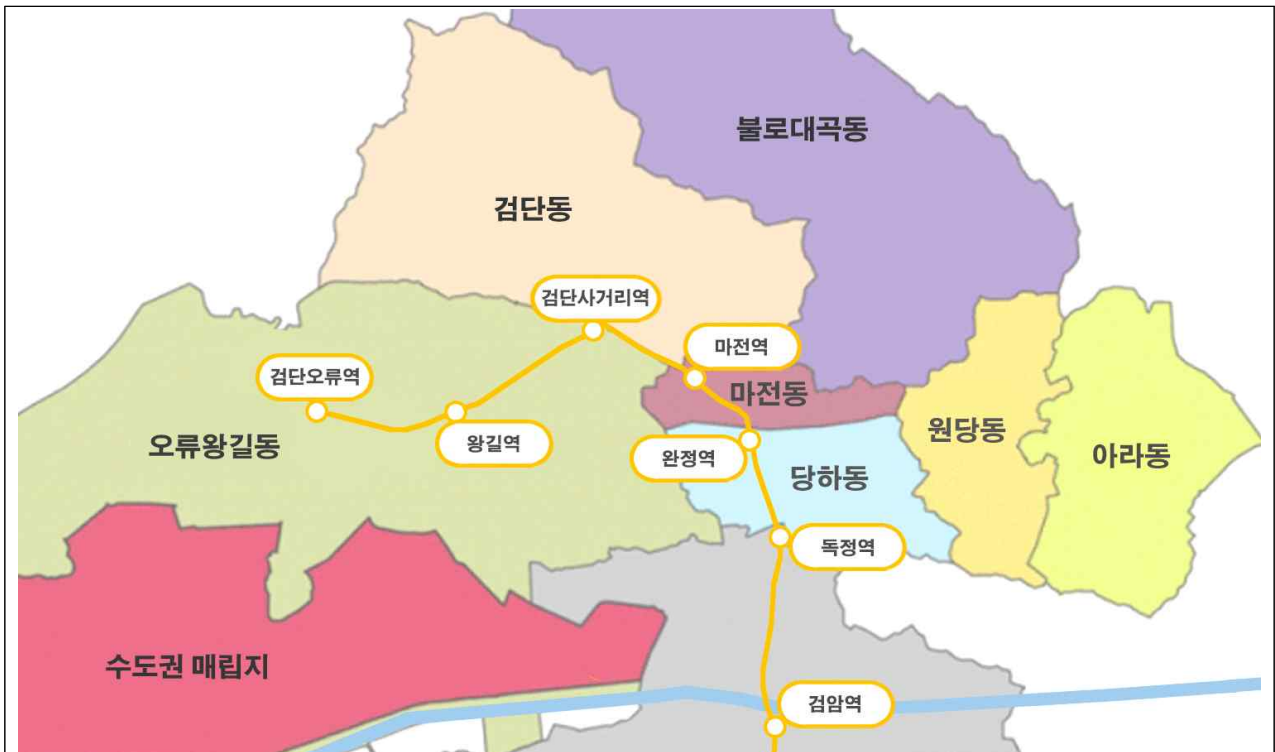 불로대곡동
검단동
검단사거리역
마전역
검단오류역
마전동
왕길역
오류왕길동
완정역
원당동
아라동
당하동
독정역
수도권 매립지
검암역